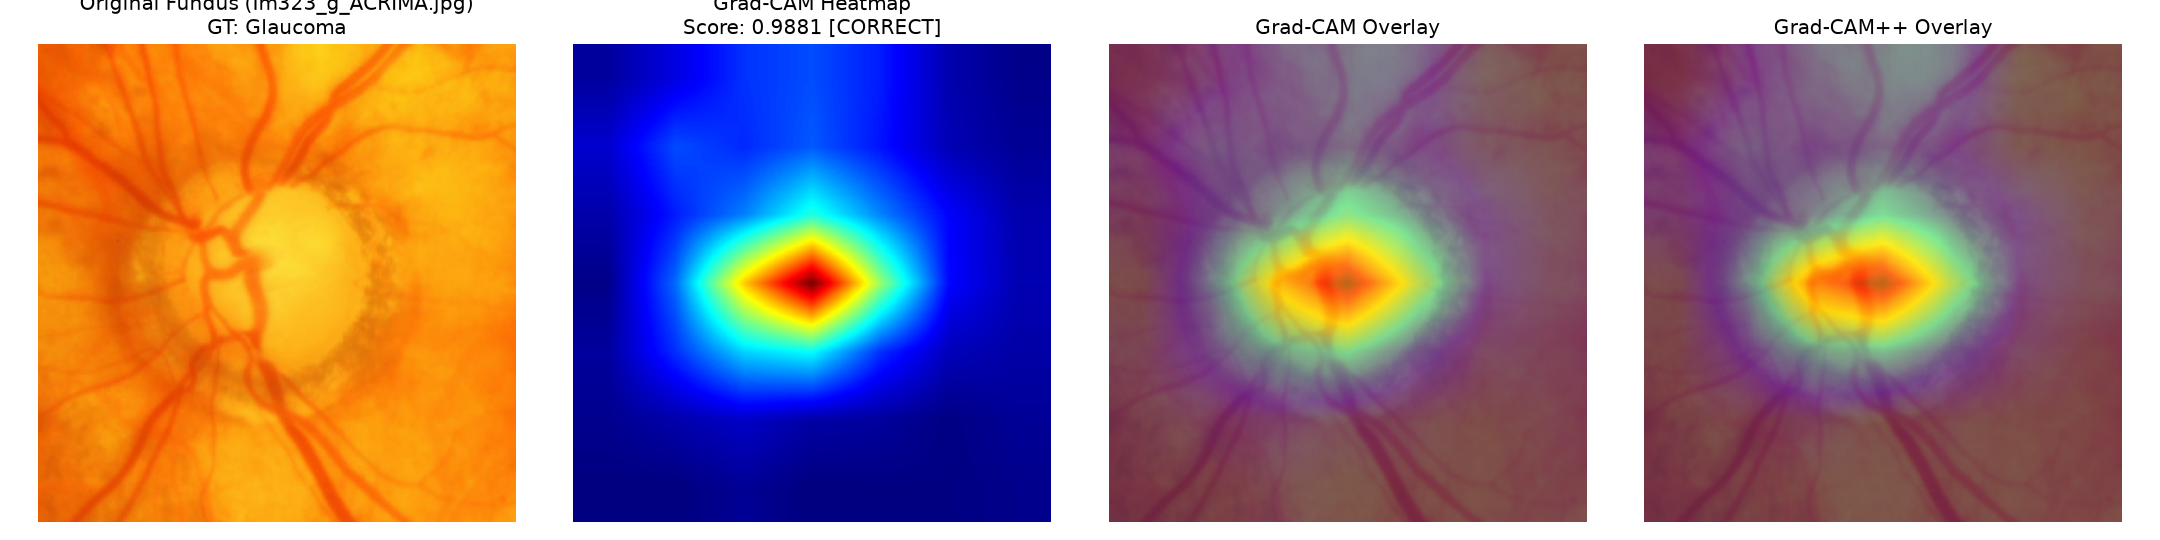 Original Fundus (Im323_g_ACRIMA.jpg)
GT: Glaucoma
Grad-CAM Heatmap
Score: 0.9881 [CORRECT]
Grad-CAM Overlay
Grad-CAM++ Overlay